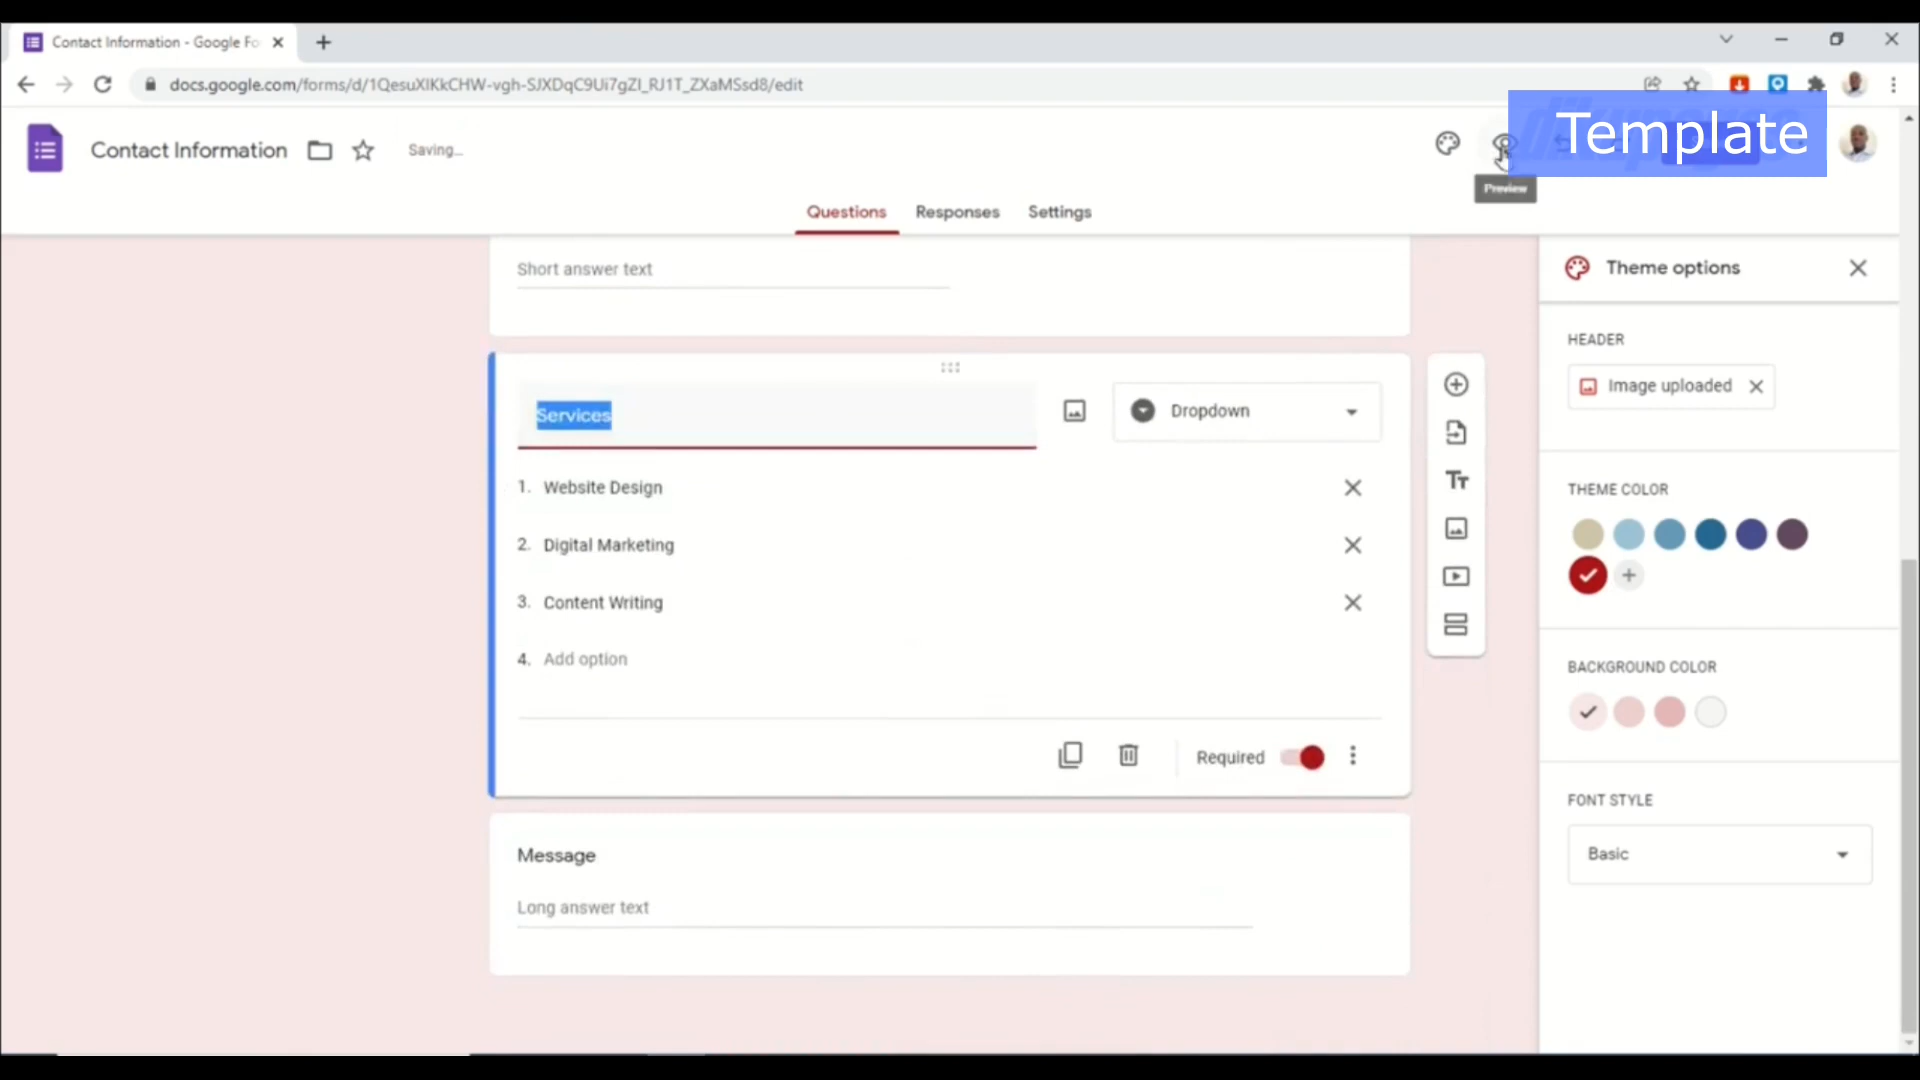 Contact Information - Google Fo
docs.google.com/forms/d/1QesuXlKkCHW-vgh-SJXDqC9Ui7gZl_RJ1T_ZXaMSsd8/edit
Contact Information
Saving...
Template
Preview
Questions
Responses
Settings
Short answer text
Services
Dropdown
1. Website Design
2. Digital Marketing
3. Content Writing
4. Add option
Required
Message
Long answer text
Theme options
HEADER
Image uploaded
THEME COLOR
BACKGROUND COLOR
FONT STYLE
Basic